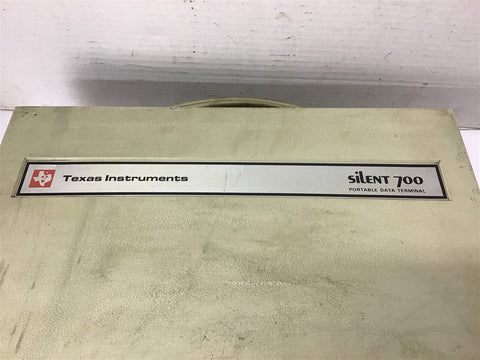 Texas Instruments
SilENT 700
PORTABLE DATA TERMINAL